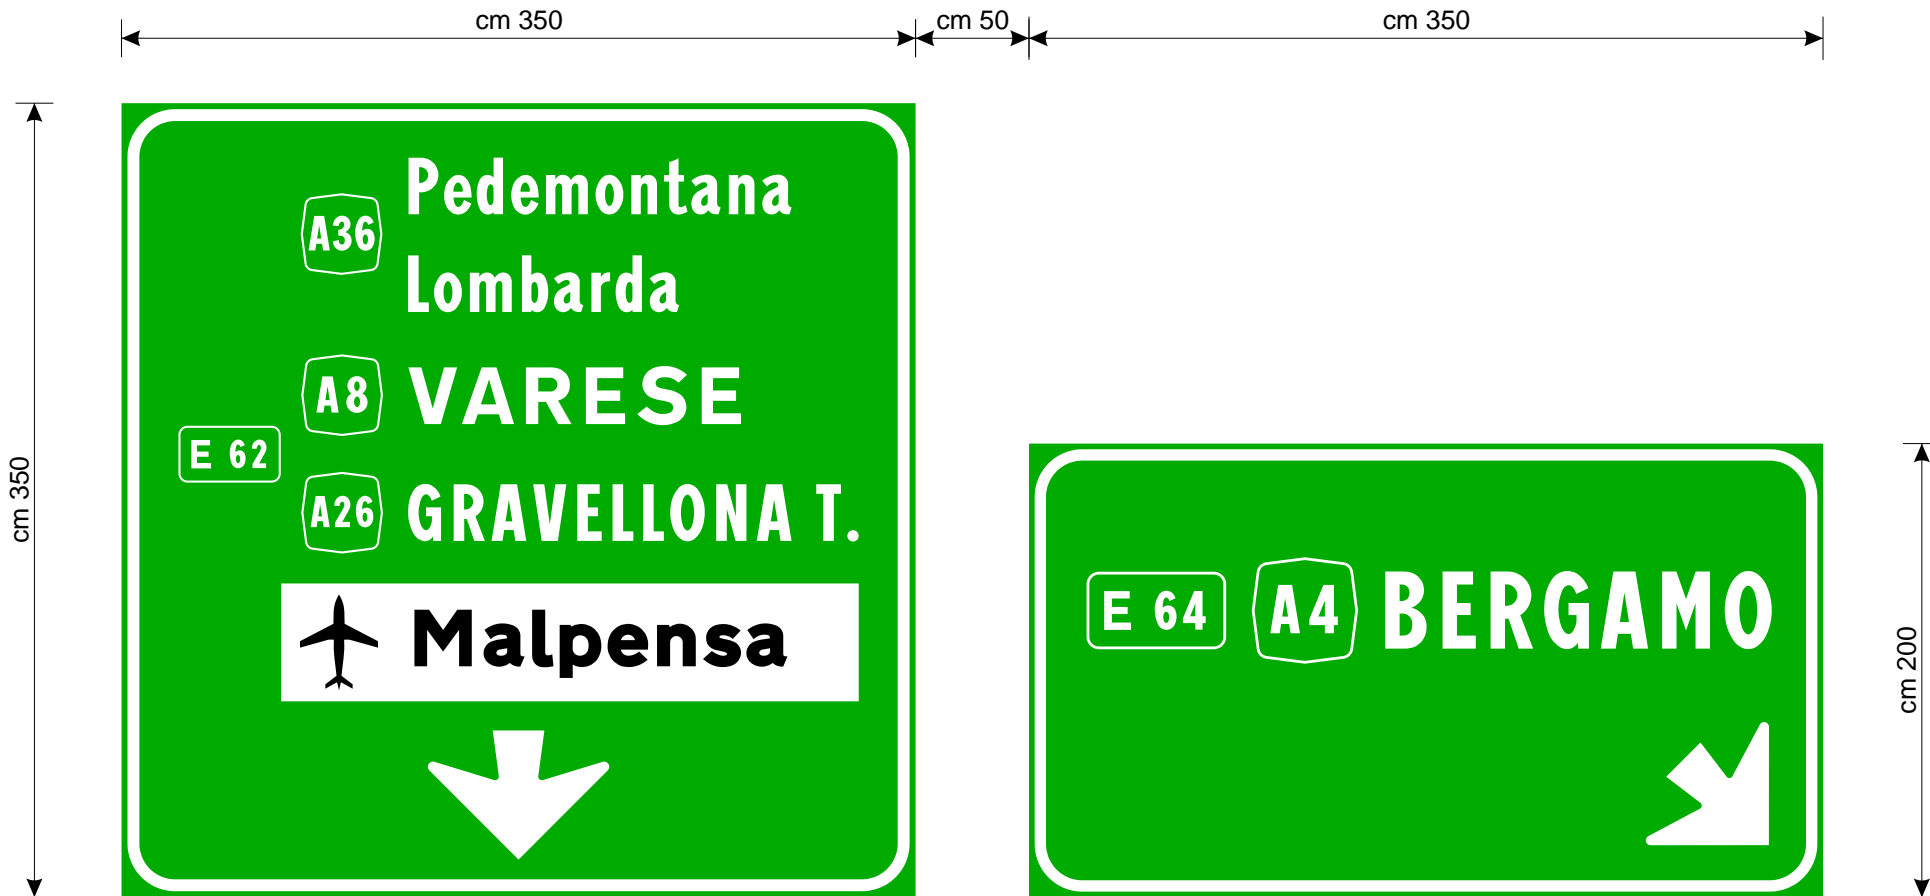 cm 350 cm 50 cm 350
Pedemontana
A36
Lombarda
A8 VARESE
E 62
A26 GRAVELLONA T.
Malpensa
cm 350
E 64 A4 BERGAMO
cm 200